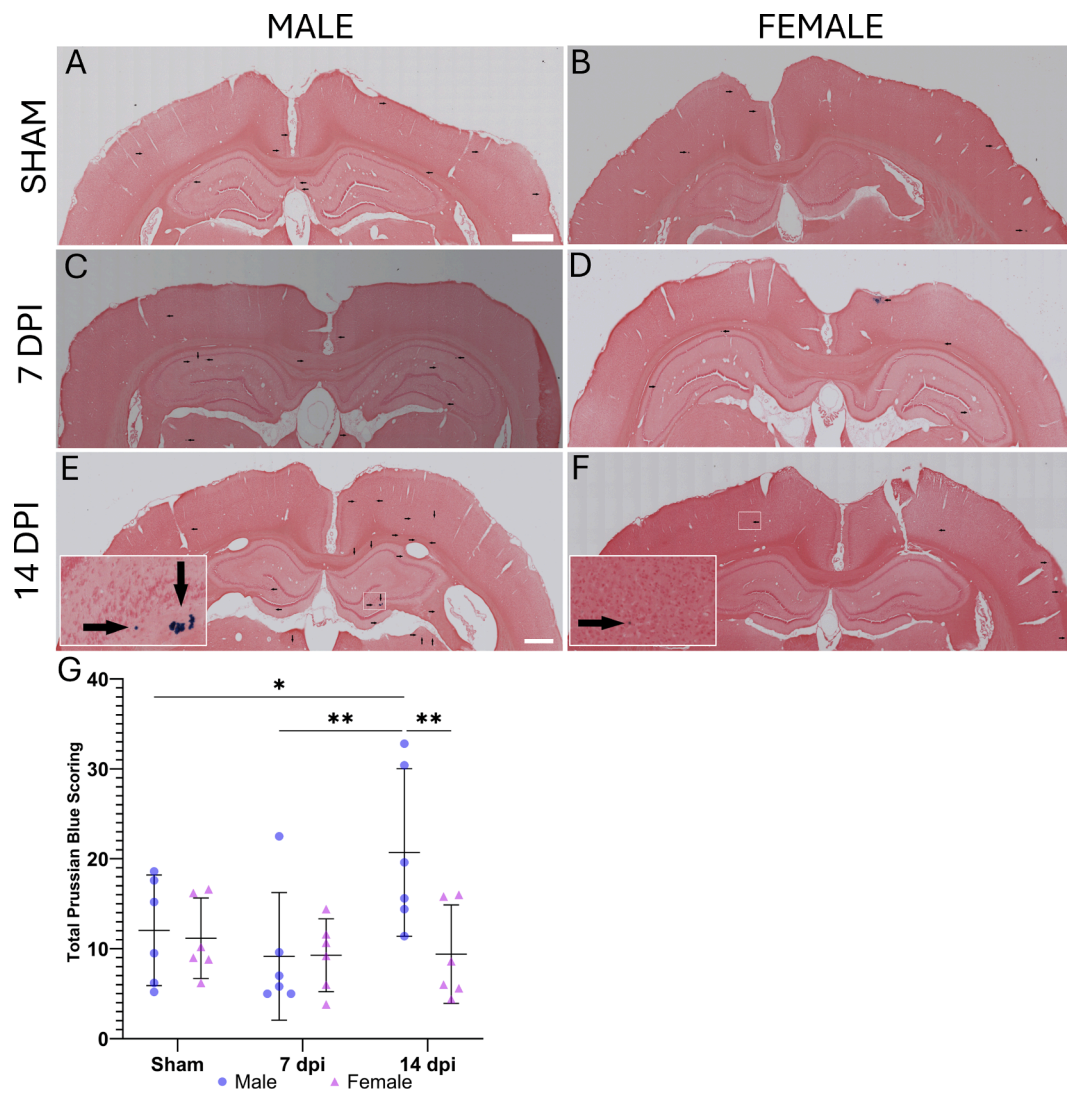 MALE FEMALE
SHAM
A B
7 DPI
C D
14 DPI
E F
G
Total Prussian Blue Scoring
40
30
20
10
0
* ** **
Sham 7 dpi 14 dpi
Male Female